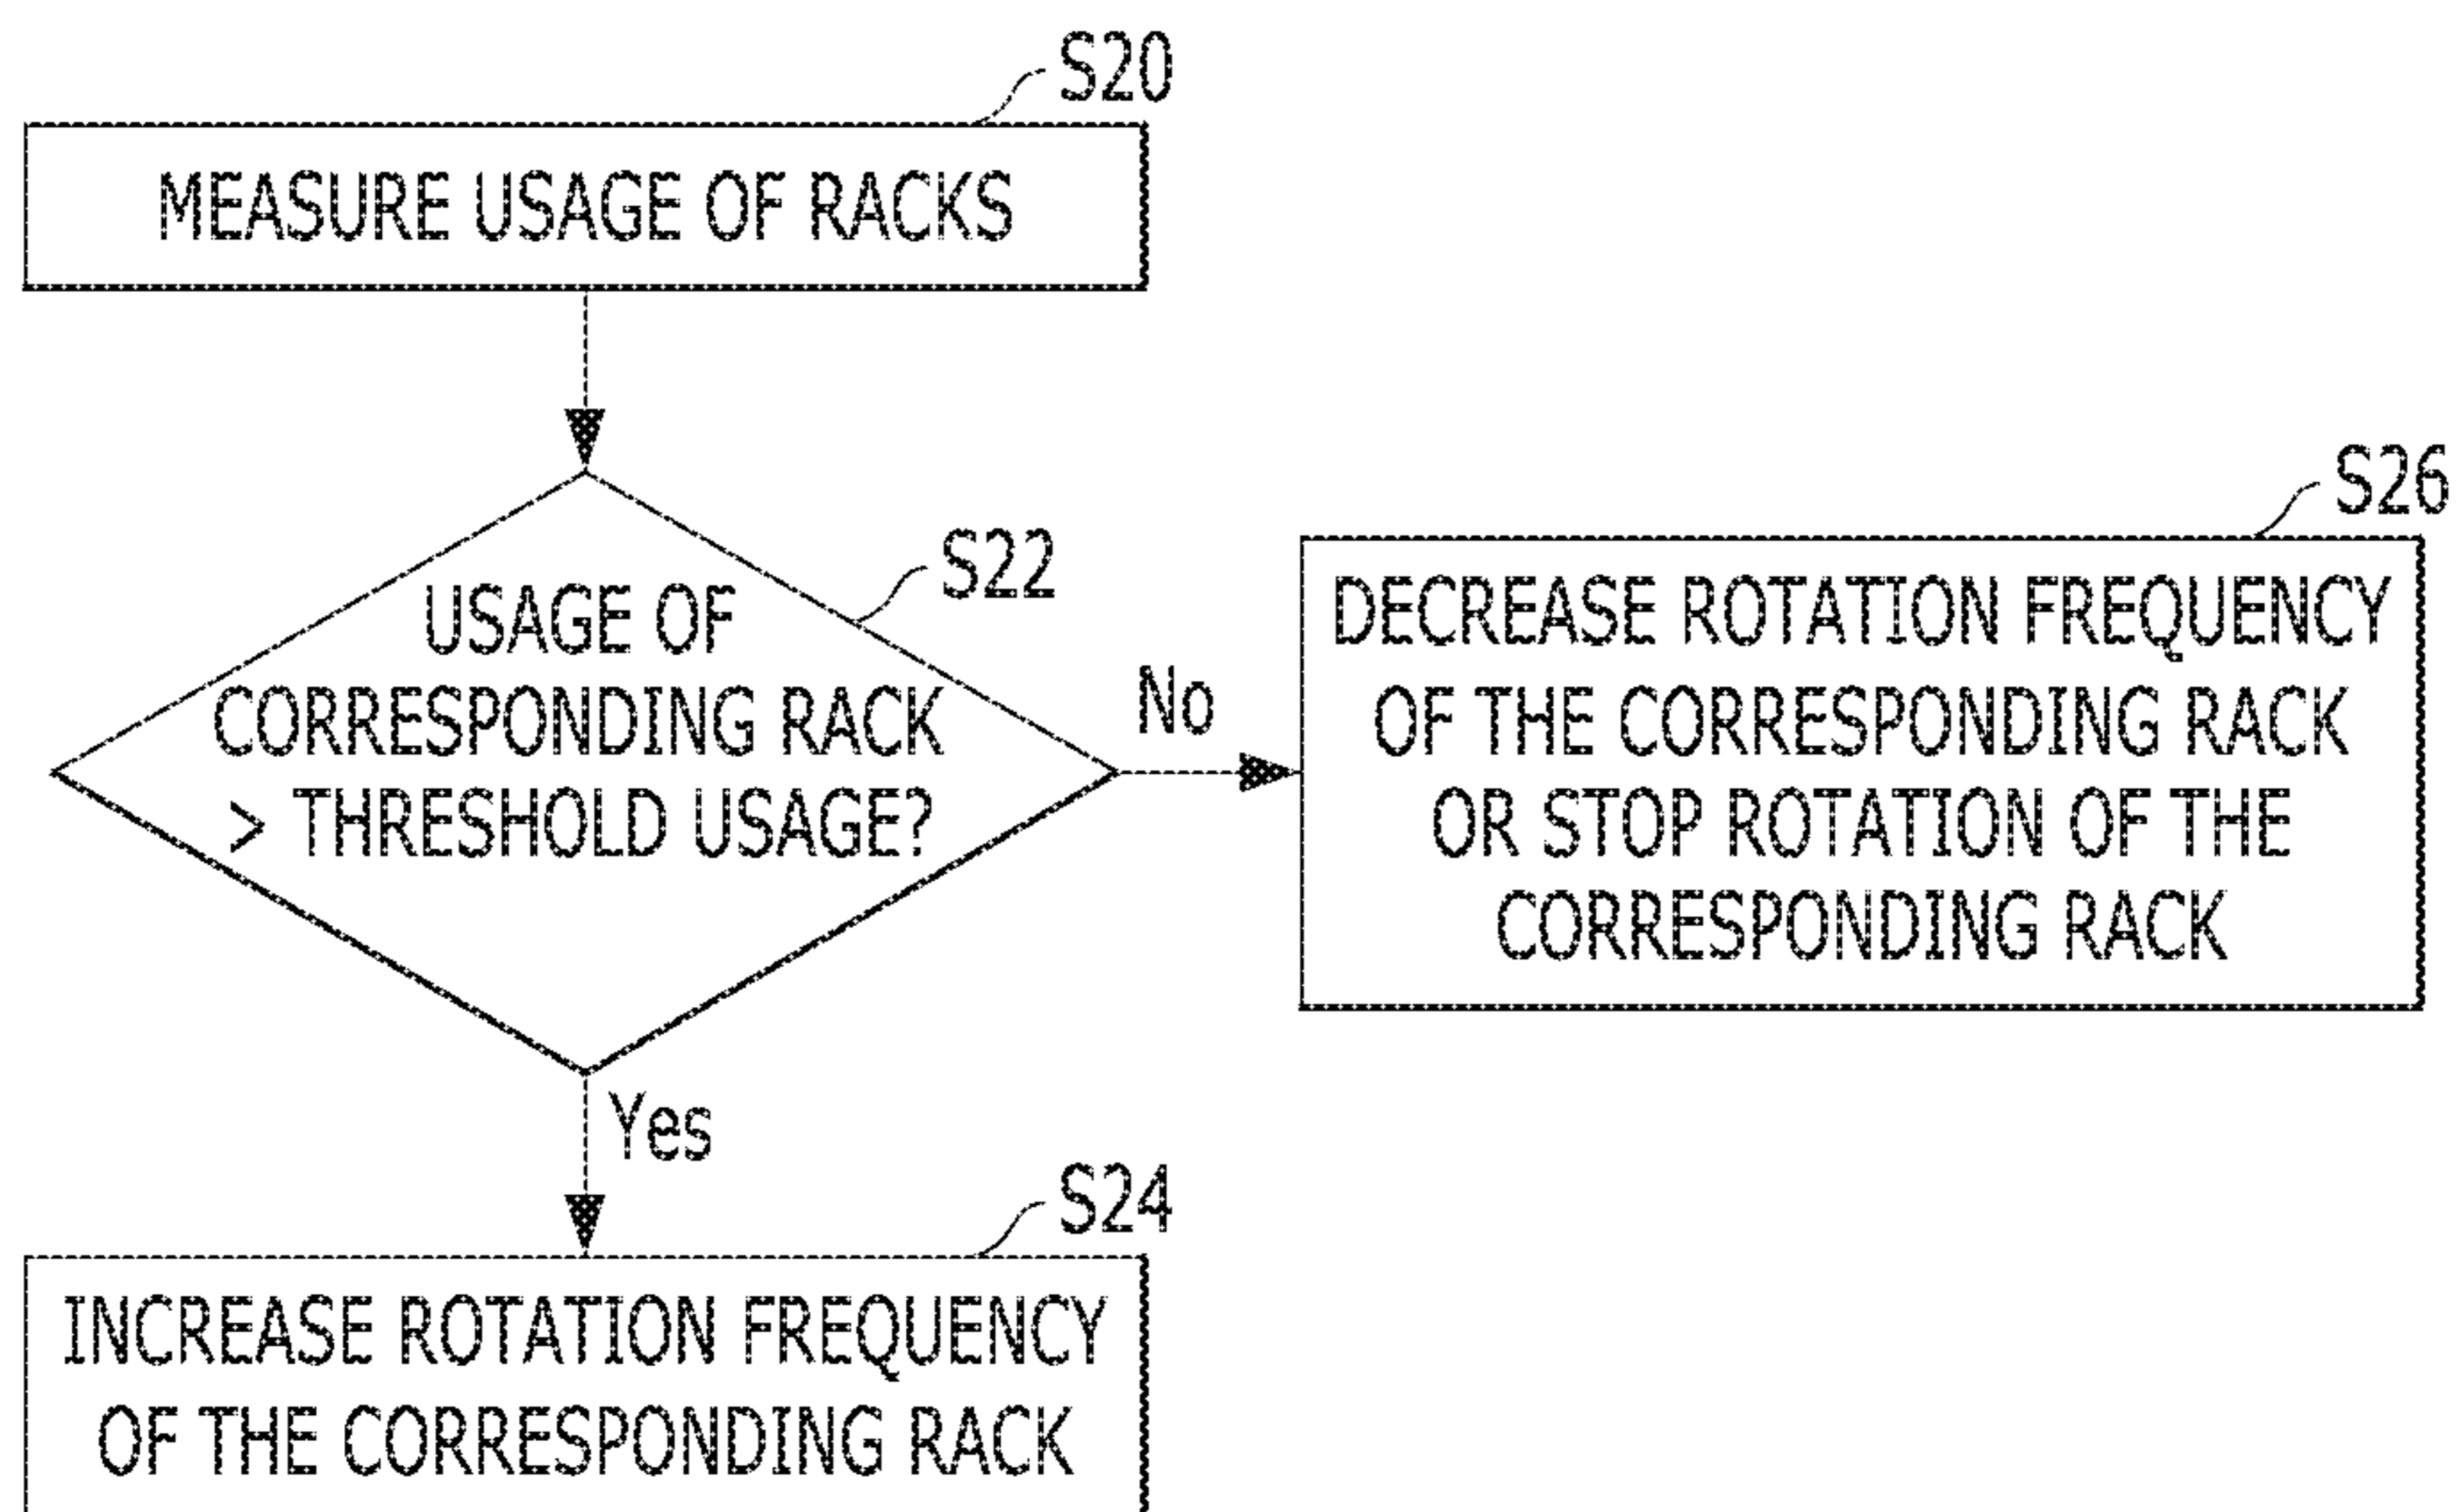 S20
MEASURE USAGE OF RACKS
S22
USAGE OF
CORRESPONDING RACK
> THRESHOLD USAGE?
No
S26
DECREASE ROTATION FREQUENCY
OF THE CORRESPONDING RACK
OR STOP ROTATION OF THE
CORRESPONDING RACK
Yes
S24
INCREASE ROTATION FREQUENCY
OF THE CORRESPONDING RACK